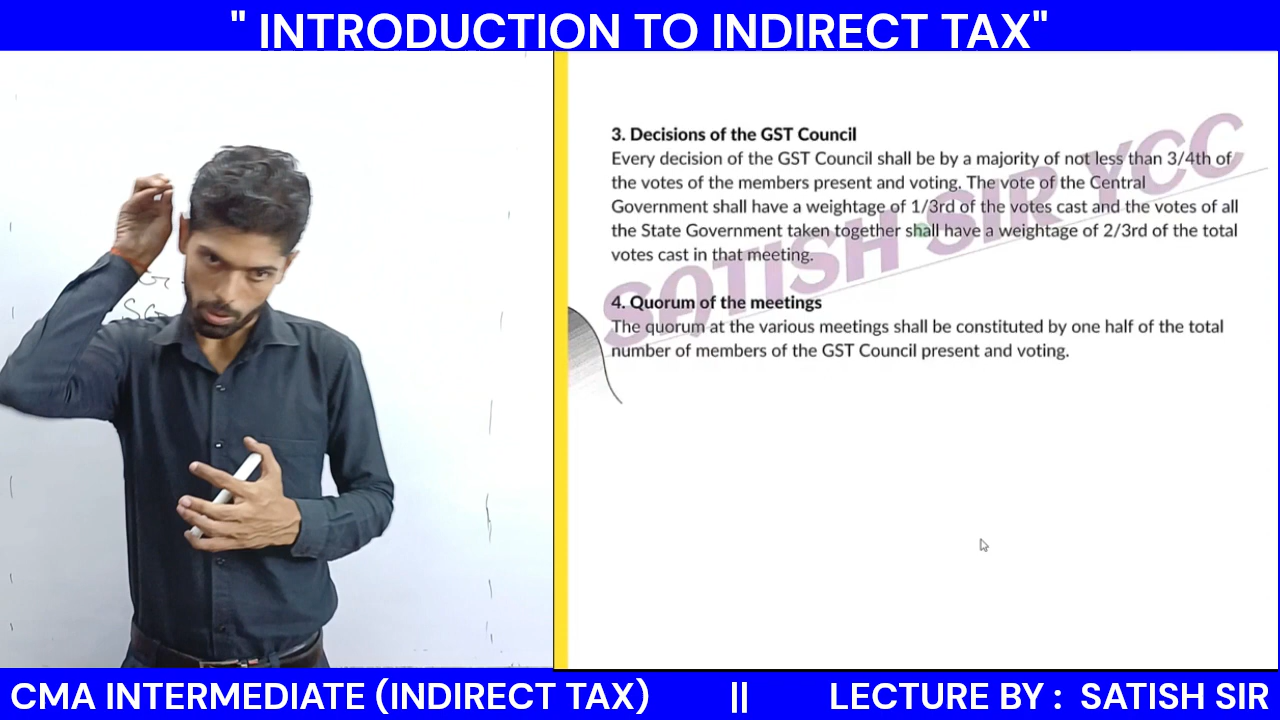 " INTRODUCTION TO INDIRECT TAX"
3. Decisions of the GST Council
Every decision of the GST Council shall be by a majority of not less than 3/4th of
the votes of the members present and voting. The vote of the Central
Government shall have a weightage of 1/3rd of the votes cast and the votes of all
the State Government taken together shall have a weightage of 2/3rd of the total
votes cast in that meeting.
SATISH SIR YCC
4. Quorum of the meetings
The quorum at the various meetings shall be constituted by one half of the total
number of members of the GST Council present and voting.
CMA INTERMEDIATE (INDIRECT TAX) || LECTURE BY : SATISH SIR